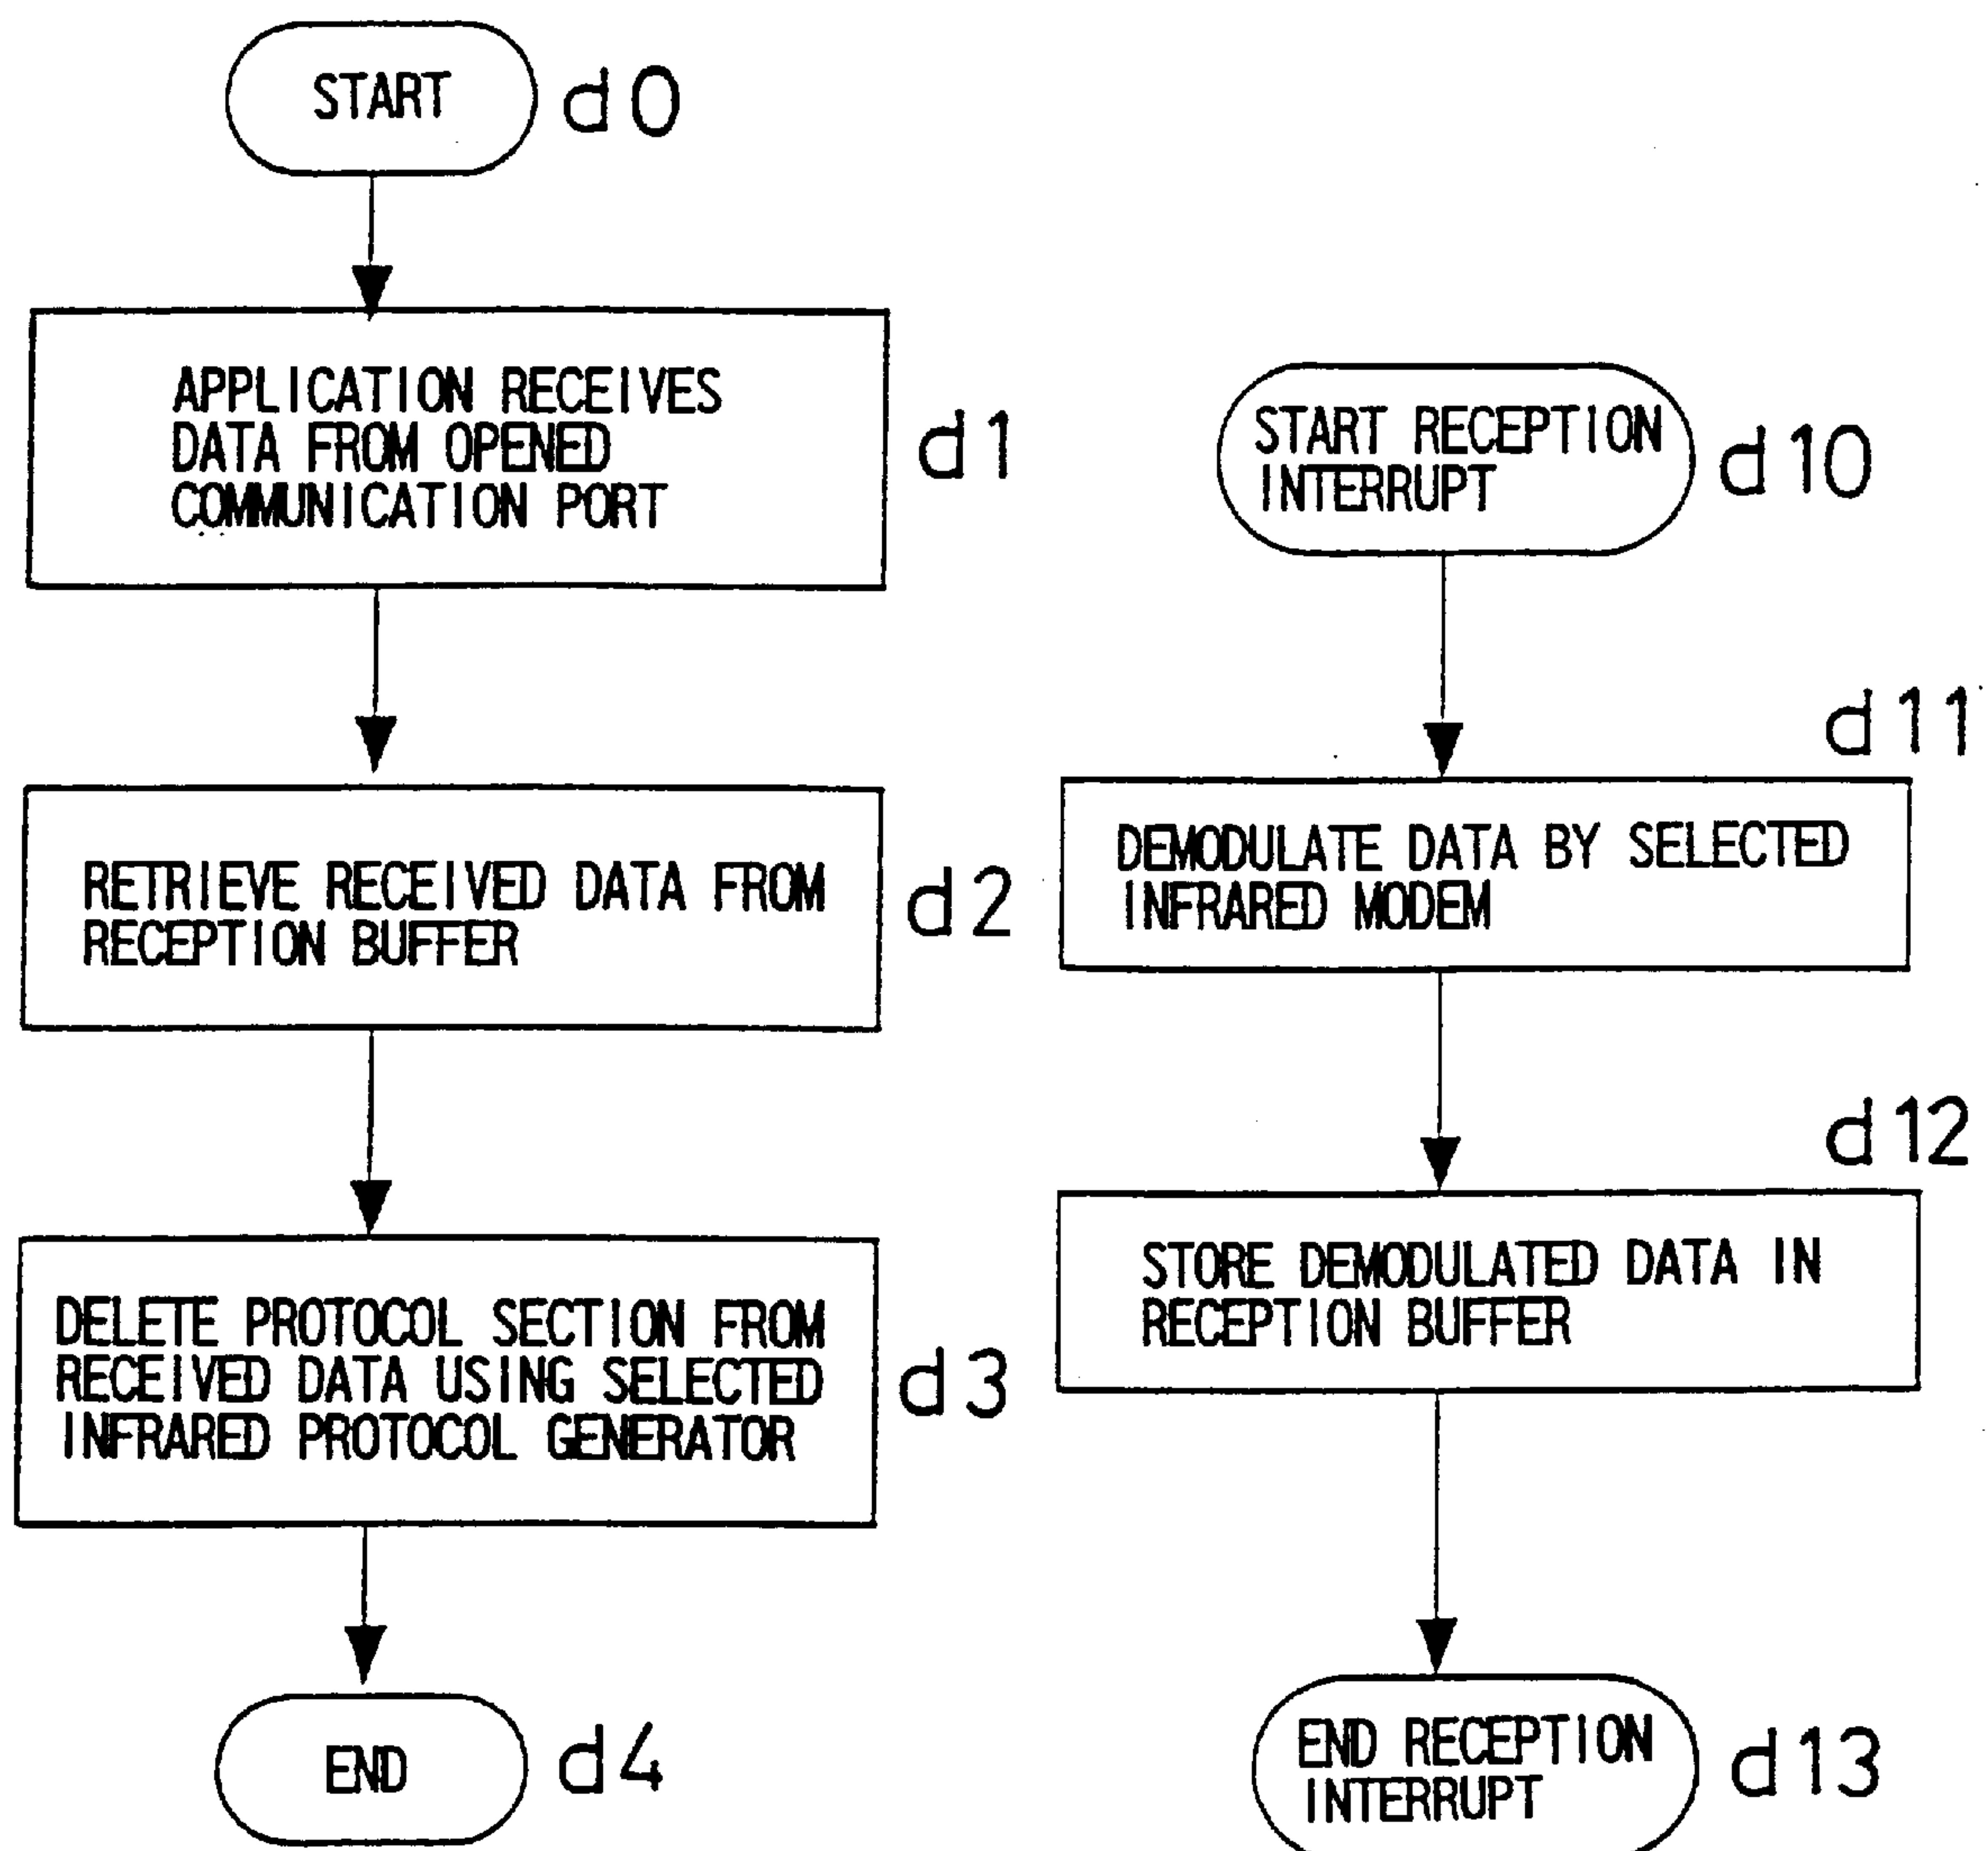 START
d0
APPLICATION RECEIVES
DATA FROM OPENED
COMMUNICATION PORT
d1
RETRIEVE RECEIVED DATA FROM
RECEPTION BUFFER
d2
DELETE PROTOCOL SECTION FROM
RECEIVED DATA USING SELECTED
INFRARED PROTOCOL GENERATOR
d3
END
d4
START RECEPTION
INTERRUPT
d10
d11
DEMODULATE DATA BY SELECTED
INFRARED MODEM
d12
STORE DEMODULATED DATA IN
RECEPTION BUFFER
END RECEPTION
INTERRUPT
d13